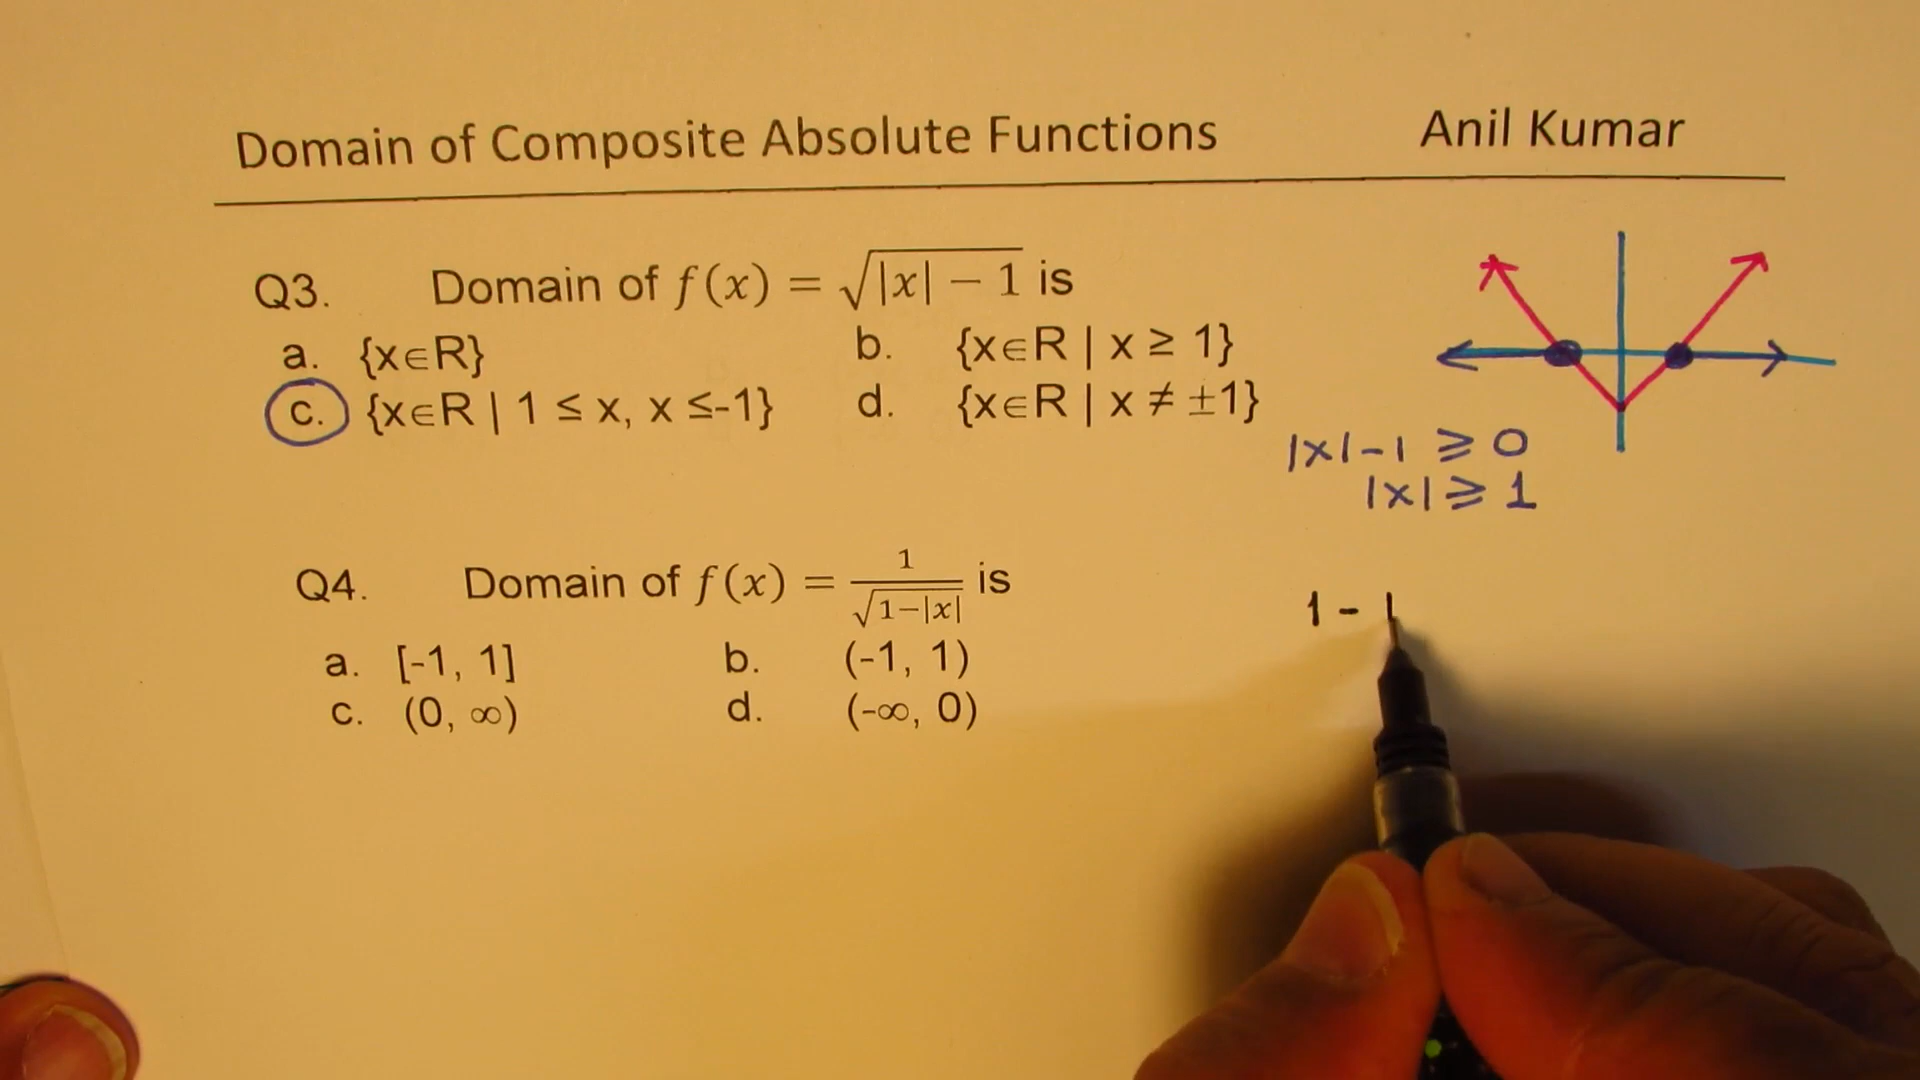 Domain of Composite Absolute Functions Anil Kumar
Q3. Domain of f(x) = √|x| − 1 is
a. {x∈R} b. {x∈R | x ≥ 1}
c. {x∈R | 1 ≤ x, x ≤-1} d. {x∈R | x ≠ ±1}
|x|-1 ⩾ 0
|x| ⩾ 1
Q4. Domain of f(x) = 1/√1−|x| is
1 - |
a. [-1, 1] b. (-1, 1)
c. (0, ∞) d. (-∞, 0)